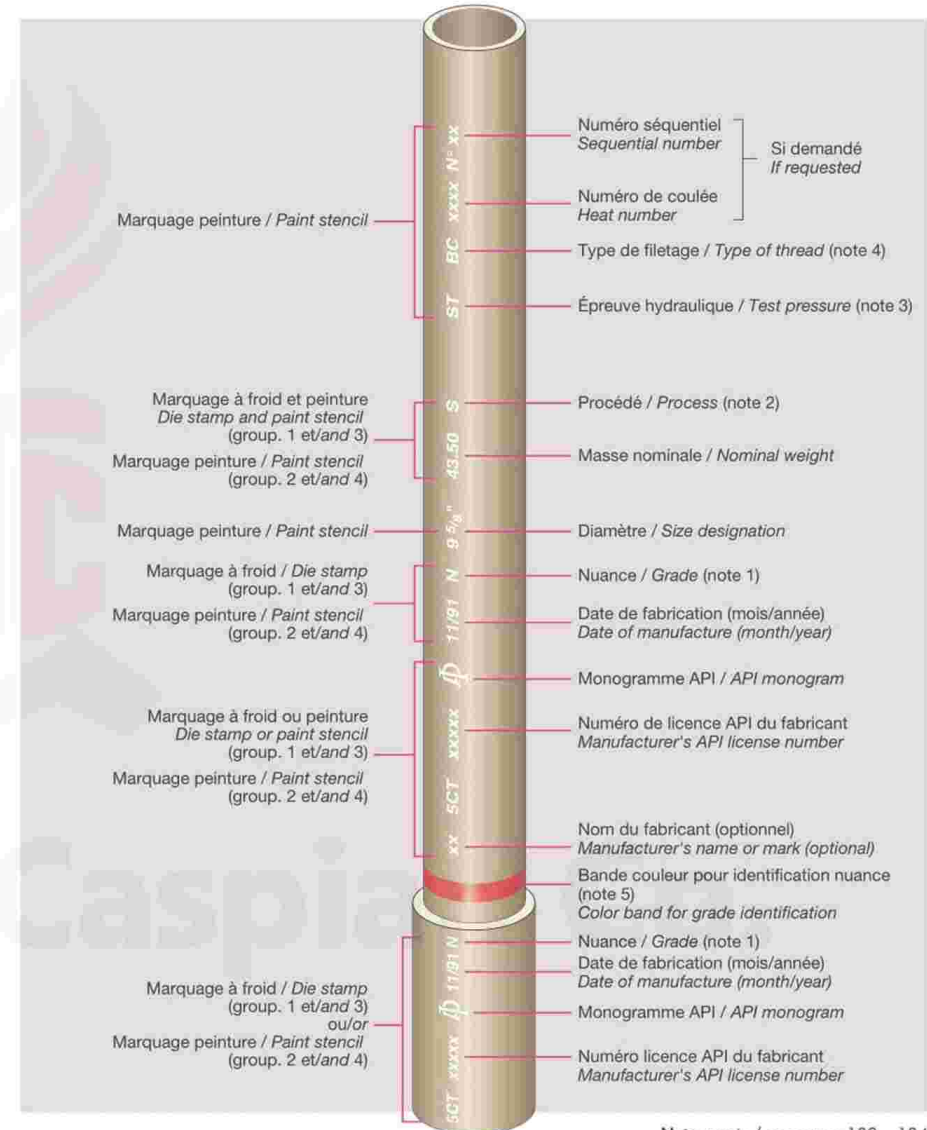 Numéro séquentiel
Sequential number
Si demandé
If requested
Numéro de coulée
Heat number
Marquage peinture / Paint stencil
Type de filetage / Type of thread (note 4)
Épreuve hydraulique / Test pressure (note 3)
Marquage à froid et peinture
Die stamp and paint stencil
(group. 1 et/and 3)
Marquage peinture / Paint stencil
(group. 2 et/and 4)
Procédé / Process (note 2)
Masse nominale / Nominal weight
Marquage peinture / Paint stencil
Diamètre / Size designation
Marquage à froid / Die stamp
(group. 1 et/and 3)
Marquage peinture / Paint stencil
(group. 2 et/and 4)
Nuance / Grade (note 1)
Date de fabrication (mois/année)
Date of manufacture (month/year)
Monogramme API / API monogram
Marquage à froid ou peinture
Die stamp or paint stencil
(group. 1 et/and 3)
Marquage peinture / Paint stencil
(group. 2 et/and 4)
Numéro de licence API du fabricant
Manufacturer's API license number
Nom du fabricant (optionnel)
Manufacturer's name or mark (optional)
Bande couleur pour identification nuance
(note 5)
Color band for grade identification
Nuance / Grade (note 1)
Date de fabrication (mois/année)
Date of manufacture (month/year)
Monogramme API / API monogram
Marquage à froid / Die stamp
(group. 1 et/and 3)
ou/or
Marquage peinture / Paint stencil
(group. 2 et/and 4)
Numéro licence API du fabricant
Manufacturer's API license number
xx 5CT xxxxx 11/91 N 9 5/8" 43.50 S ST BC xxxx N° xx
5CT xxxxx 11/91 N
Caspia